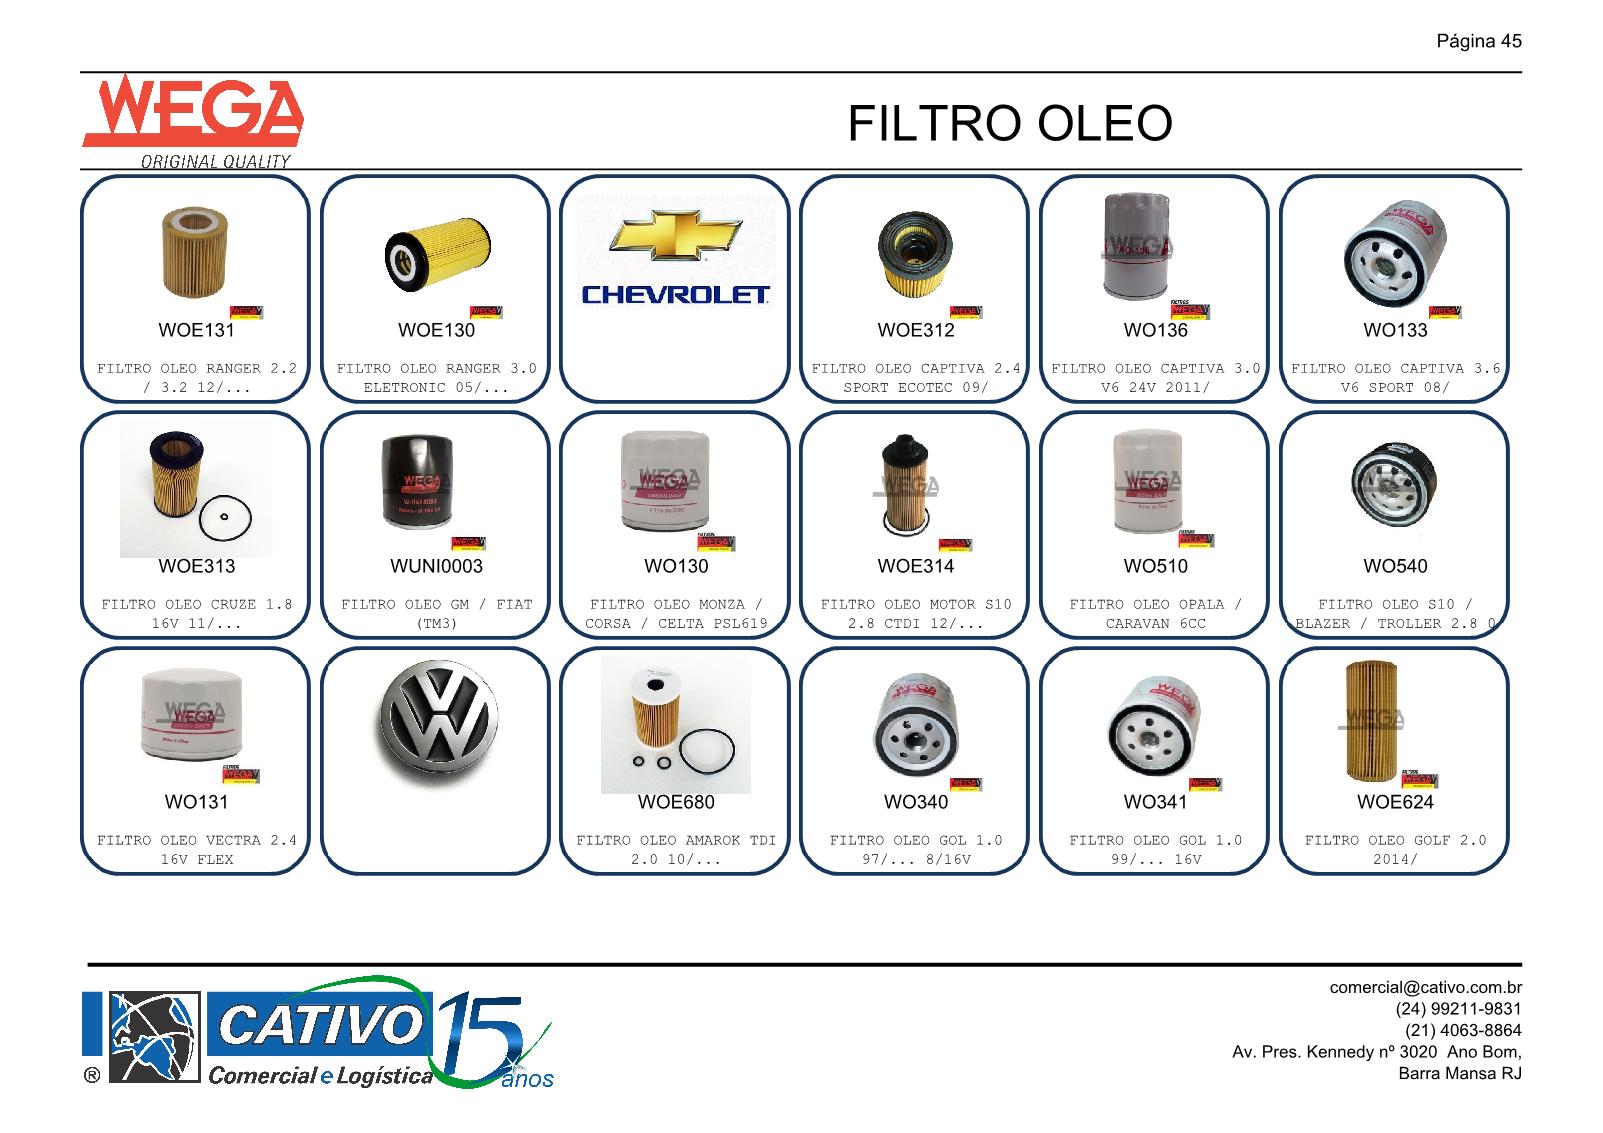 Página 45
WEGA
ORIGINAL QUALITY
FILTRO OLEO
WOE131
FILTRO OLEO RANGER 2.2
/ 3.2 12/...
WOE130
FILTRO OLEO RANGER 3.0
ELETRONIC 05/...
CHEVROLET
WOE312
FILTRO OLEO CAPTIVA 2.4
SPORT ECOTEC 09/
WO136
FILTRO OLEO CAPTIVA 3.0
V6 24V 2011/
WO133
FILTRO OLEO CAPTIVA 3.6
V6 SPORT 08/
WOE313
FILTRO OLEO CRUZE 1.8
16V 11/...
WUNI0003
FILTRO OLEO GM / FIAT
(TM3)
WO130
FILTRO OLEO MONZA /
CORSA / CELTA PSL619
WOE314
FILTRO OLEO MOTOR S10
2.8 CTDI 12/...
WO510
FILTRO OLEO OPALA /
CARAVAN 6CC
WO540
FILTRO OLEO S10 /
BLAZER / TROLLER 2.8 0
WO131
FILTRO OLEO VECTRA 2.4
16V FLEX
WOE680
FILTRO OLEO AMAROK TDI
2.0 10/...
WO340
FILTRO OLEO GOL 1.0
97/... 8/16V
WO341
FILTRO OLEO GOL 1.0
99/... 16V
WOE624
FILTRO OLEO GOLF 2.0
2014/
CATIVO
Comercial e Logística
15 anos
®
comercial@cativo.com.br
(24) 99211-9831
(21) 4063-8864
Av. Pres. Kennedy nº 3020  Ano Bom,
Barra Mansa RJ